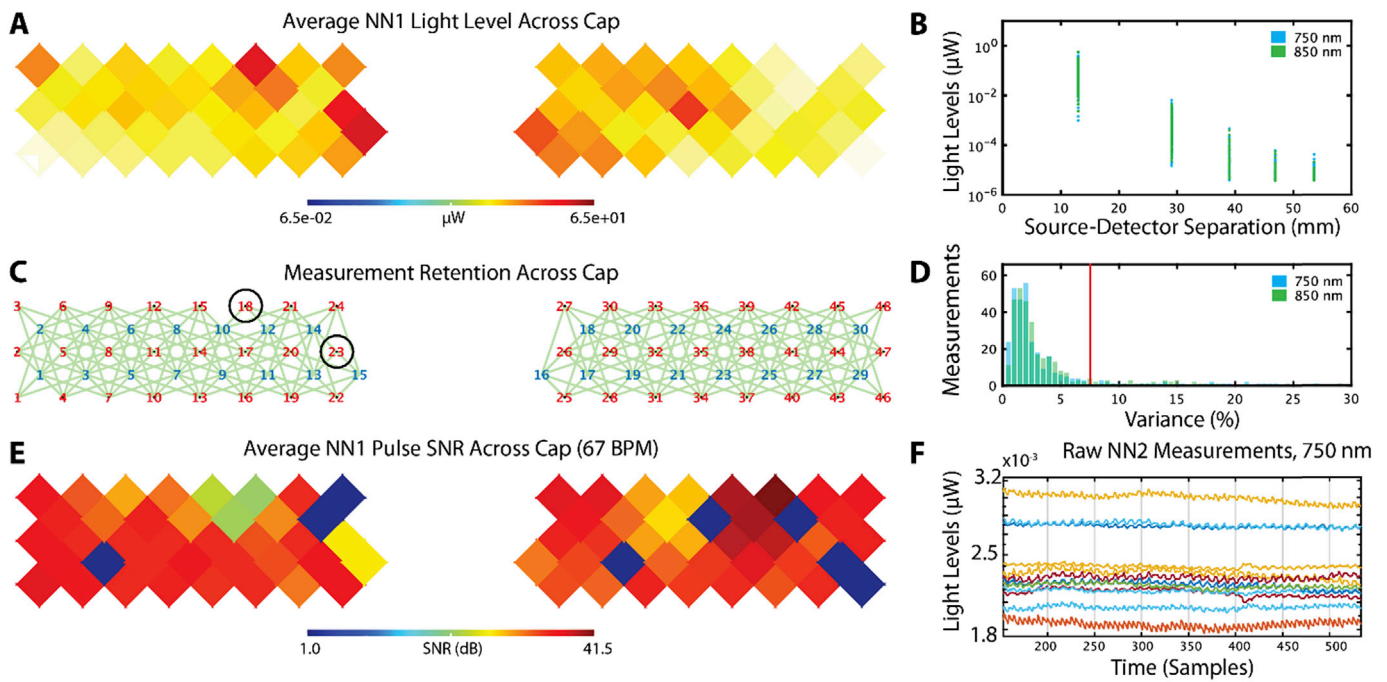 A
Average NN1 Light Level Across Cap
6.5e-02
µW
6.5e+01
B
Light Levels (µW)
10⁰
10⁻²
10⁻⁴
10⁻⁶
0 10 20 30 40 50 60
Source-Detector Separation (mm)
750 nm
850 nm
C
Measurement Retention Across Cap
3 6 9 12 15 18 21 24 27 30 33 36 39 42 45 48
2 4 6 8 10 12 14 18 20 22 24 26 28 30
2 5 8 11 14 17 20 23 26 29 32 35 38 41 44 47
1 3 5 7 9 11 13 15 16 17 19 21 23 25 27 29
1 4 7 10 13 16 19 22 25 28 31 34 37 40 43 46
D
Measurements
60
40
20
0
0 5 10 15 20 25 30
Variance (%)
750 nm
850 nm
E
Average NN1 Pulse SNR Across Cap (67 BPM)
1.0
SNR (dB)
41.5
F
Raw NN2 Measurements, 750 nm
x10⁻³
Light Levels (µW)
3.2
2.5
1.8
200 250 300 350 400 450 500
Time (Samples)